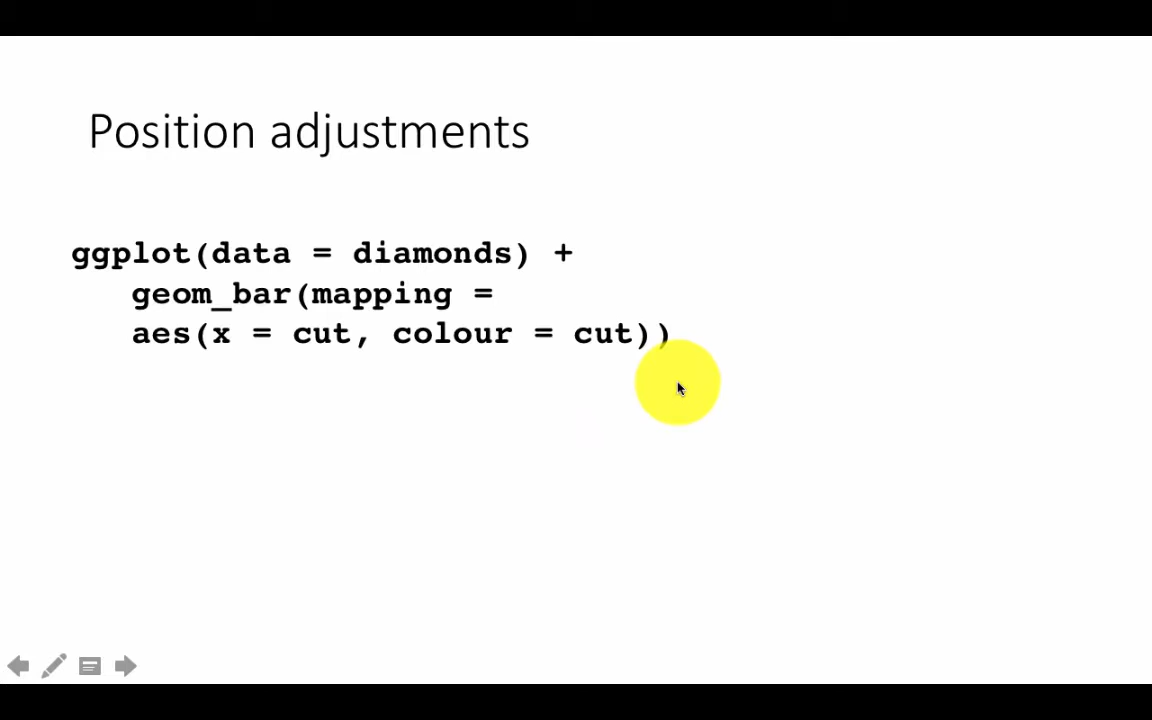 Position adjustments
ggplot(data = diamonds) +
geom_bar(mapping =
aes(x = cut, colour = cut))